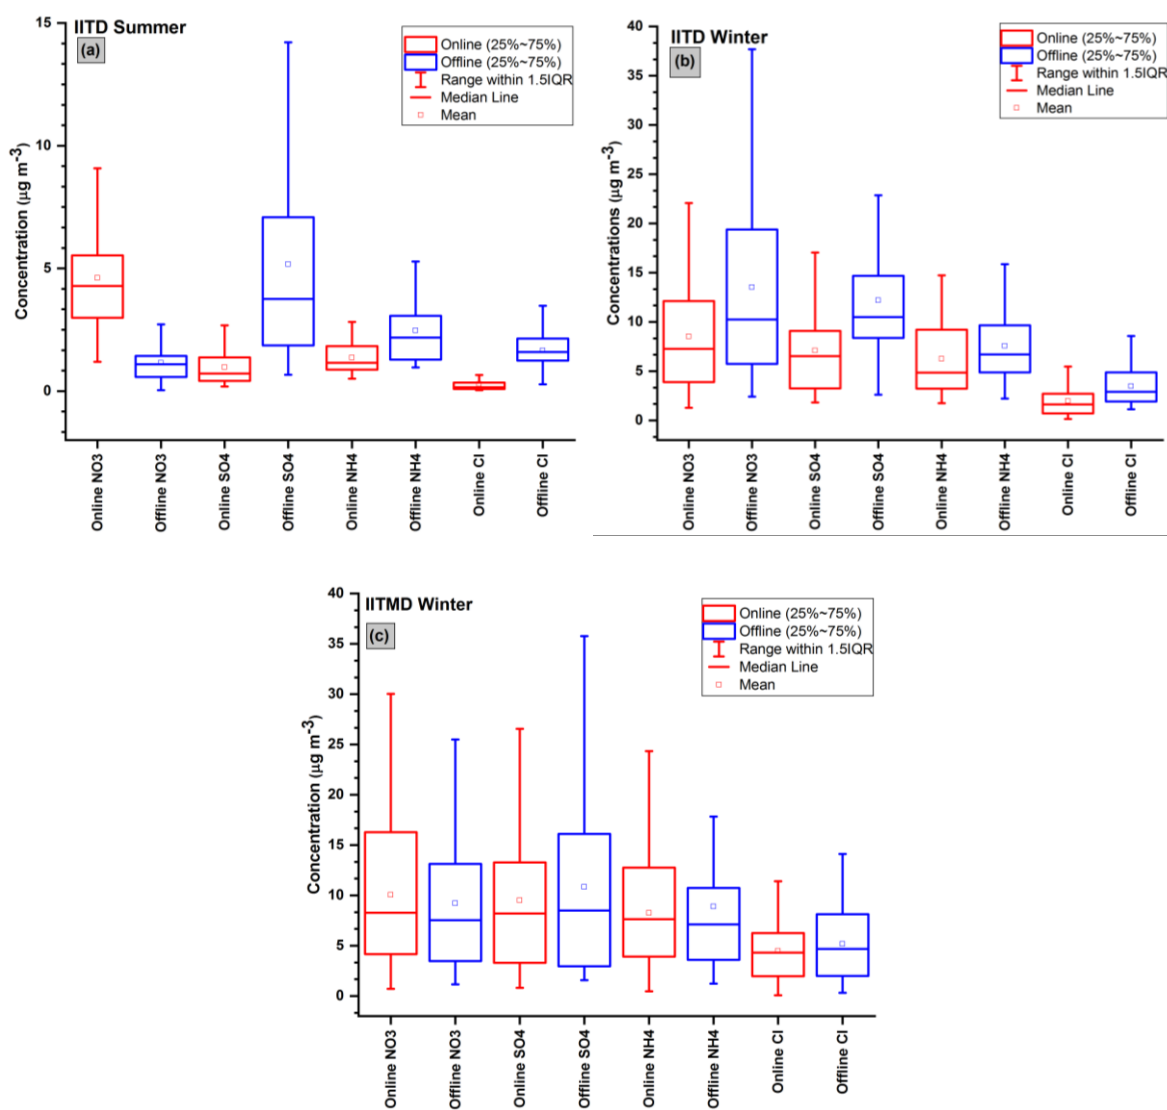 IITD Summer
(a)
Online (25%~75%)
Offline (25%~75%)
Range within 1.5IQR
Median Line
Mean
Concentration (µg m-3)
15
10
5
0
Online NO3
Offline NO3
Online SO4
Offline SO4
Online NH4
Offline NH4
Online Cl
Offline Cl
IITD Winter
(b)
Online (25%~75%)
Offline (25%~75%)
Range within 1.5IQR
Median Line
Mean
Concentrations (µg m-3)
40
35
30
25
20
15
10
5
0
Online NO3
Offline NO3
Online SO4
Offline SO4
Online NH4
Offline NH4
Online Cl
Offline Cl
IITMD Winter
(c)
Online (25%~75%)
Offline (25%~75%)
Range within 1.5IQR
Median Line
Mean
Concentration (µg m-3)
40
35
30
25
20
15
10
5
0
Online NO3
Offline NO3
Online SO4
Offline SO4
Online NH4
Offline NH4
Online Cl
Offline Cl